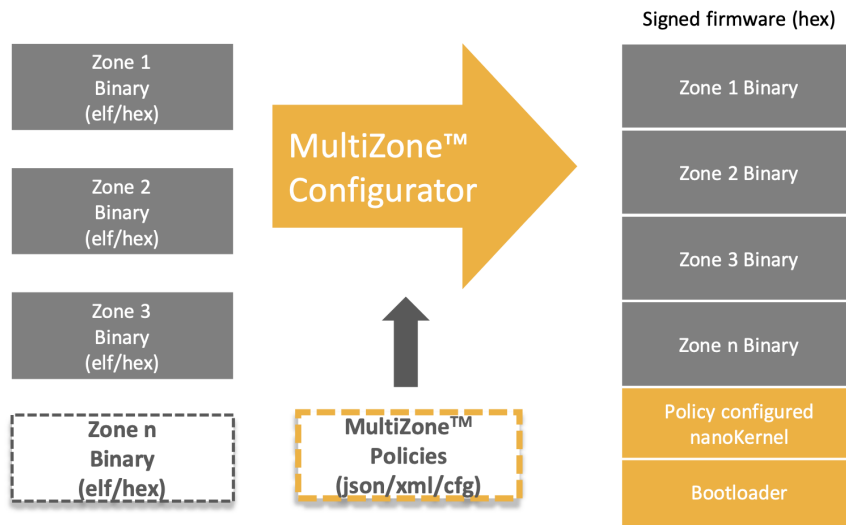 Zone 1
Binary
(elf/hex)
Zone 2
Binary
(elf/hex)
Zone 3
Binary
(elf/hex)
Zone n
Binary
(elf/hex)
MultiZone™
Configurator
MultiZone™
Policies
(json/xml/cfg)
Signed firmware (hex)
Zone 1 Binary
Zone 2 Binary
Zone 3 Binary
Zone n Binary
Policy configured
nanoKernel
Bootloader